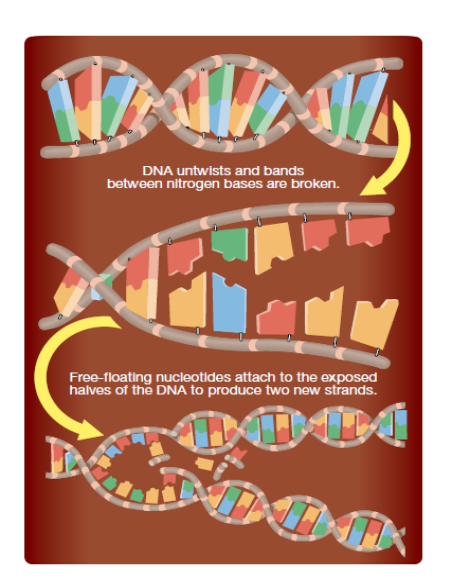 DNA untwists and bands
between nitrogen bases are broken.
Free-floating nucleotides attach to the exposed
halves of the DNA to produce two new strands.